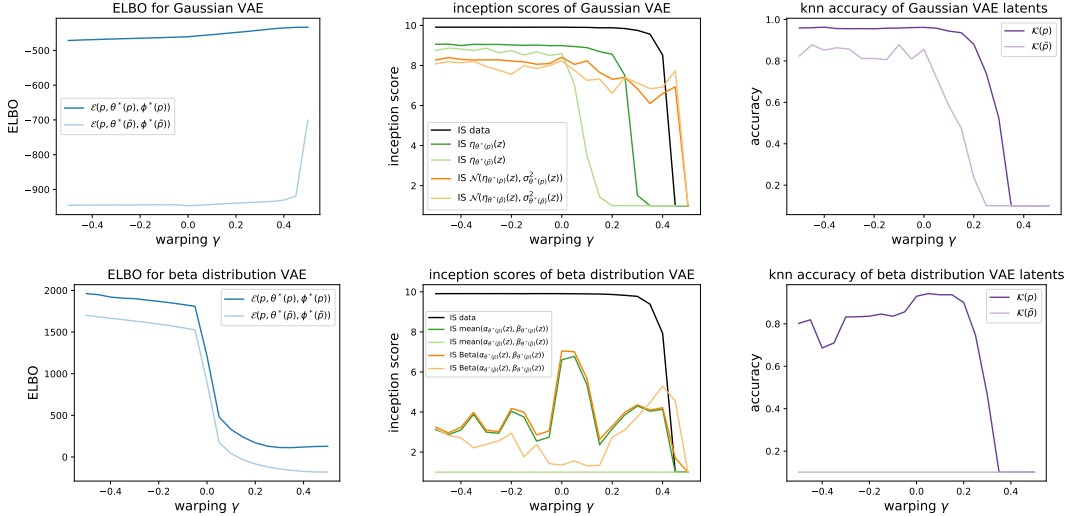 ELBO for Gaussian VAE
ELBO
−500
−600
−700
−800
−900
ℰ(p, θ*(p), ϕ*(p))
ℰ(p, θ*(p̃), ϕ*(p̃))
−0.4 −0.2 0.0 0.2 0.4
warping γ
inception scores of Gaussian VAE
inception score
10
8
6
4
2
IS data
IS η_θ*(p)(z)
IS η_θ*(p̃)(z)
IS 𝒩(η_θ*(p)(z), σ²_θ*(p)(z))
IS 𝒩(η_θ*(p̃)(z), σ²_θ*(p̃)(z))
−0.4 −0.2 0.0 0.2 0.4
warping γ
knn accuracy of Gaussian VAE latents
accuracy
1.0
0.8
0.6
0.4
0.2
𝒦(p)
𝒦(p̃)
−0.4 −0.2 0.0 0.2 0.4
warping γ
ELBO for beta distribution VAE
ELBO
2000
1500
1000
500
0
ℰ(p, θ*(p), ϕ*(p))
ℰ(p, θ*(p̃), ϕ*(p̃))
−0.4 −0.2 0.0 0.2 0.4
warping γ
inception scores of beta distribution VAE
inception score
10
8
6
4
2
IS data
IS mean(α_θ*(p)(z), β_θ*(p)(z))
IS mean(α_θ*(p̃)(z), β_θ*(p̃)(z))
IS Beta(α_θ*(p)(z), β_θ*(p)(z))
IS Beta(α_θ*(p̃)(z), β_θ*(p̃)(z))
−0.4 −0.2 0.0 0.2 0.4
warping γ
knn accuracy of beta distribution VAE latents
accuracy
0.8
0.6
0.4
0.2
𝒦(p)
𝒦(p̃)
−0.4 −0.2 0.0 0.2 0.4
warping γ